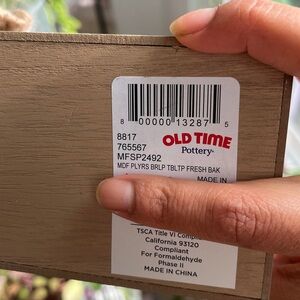 8 00000 13287 5
8817
765567
MFSP2492
OLD TIME
Pottery
MDF PLYRS BRLP TBLTP FRESH BAK
MADE IN
TSCA Title VI
California 93120
Compliant
For Formaldehyde
Phase II
MADE IN CHINA